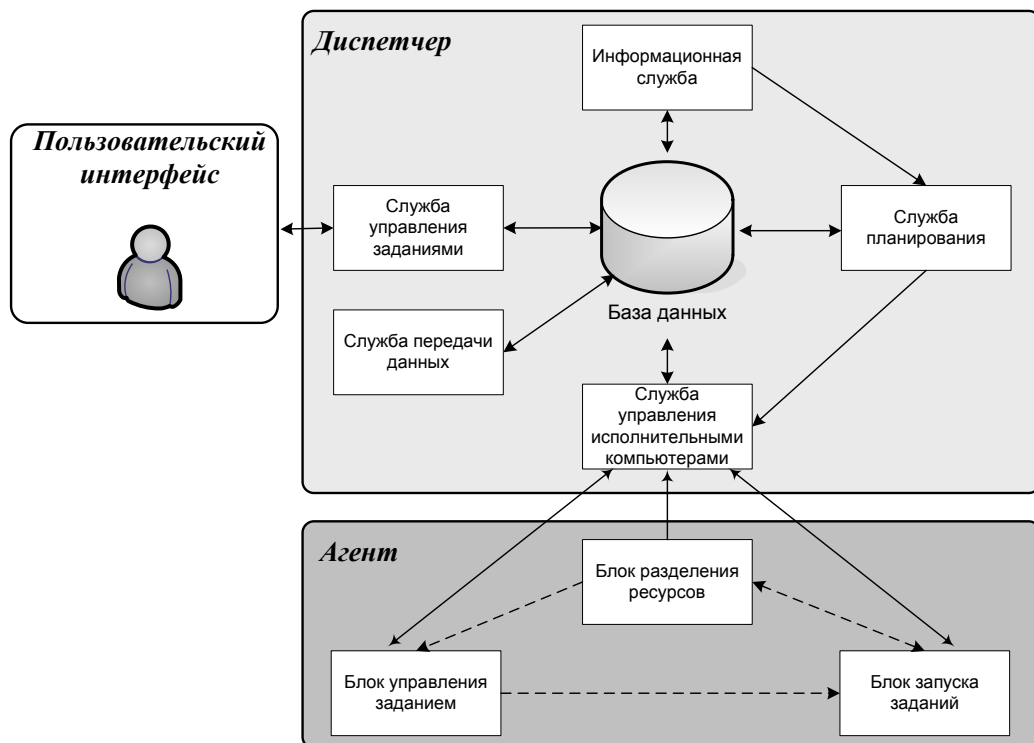 Диспетчер
Информационная
служба
Пользовательский
интерфейс
Служба
управления
заданиями
Служба
планирования
База данных
Служба передачи
данных
Служба
управления
исполнительными
компьютерами
Агент
Блок разделения
ресурсов
Блок управления
заданием
Блок запуска
заданий